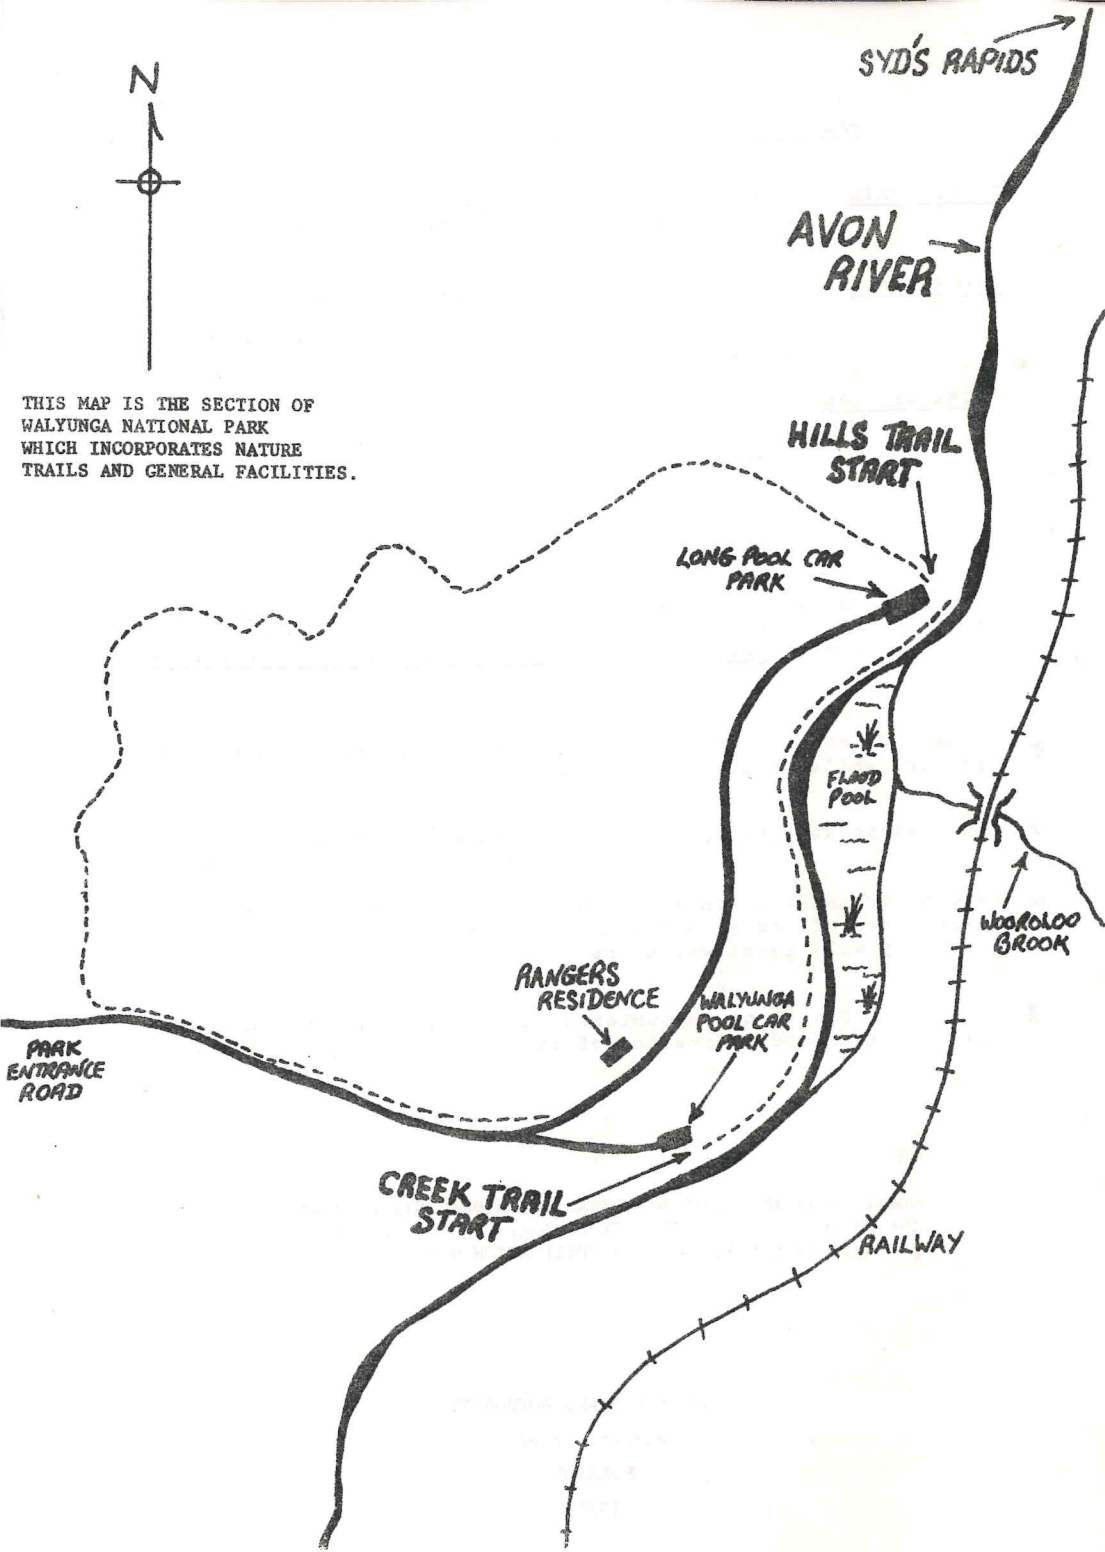 SYD'S RAPIDS
N
AVON
RIVER
THIS MAP IS THE SECTION OF
WALYUNGA NATIONAL PARK
WHICH INCORPORATES NATURE
TRAILS AND GENERAL FACILITIES.
HILLS TRAIL
START
LONG POOL CAR
PARK
FLOOD
POOL
WOOROLOO
BROOK
RANGERS
RESIDENCE
WALYUNGA
POOL CAR
PARK
PARK
ENTRANCE
ROAD
CREEK TRAIL
START
RAILWAY